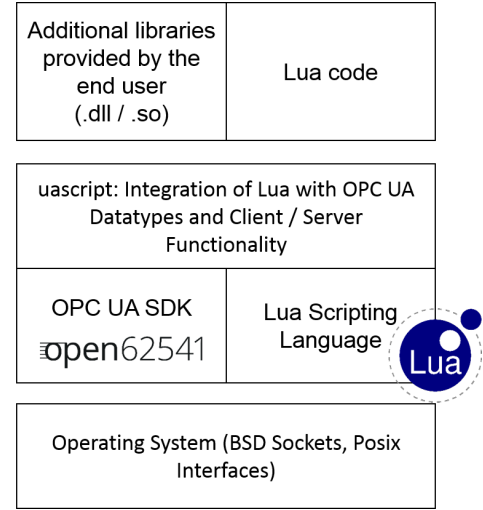 Additional libraries
provided by the
end user
(.dll / .so)
Lua code
uascript: Integration of Lua with OPC UA
Datatypes and Client / Server
Functionality
OPC UA SDK
open62541
Lua Scripting
Language
Lua
Operating System (BSD Sockets, Posix
Interfaces)